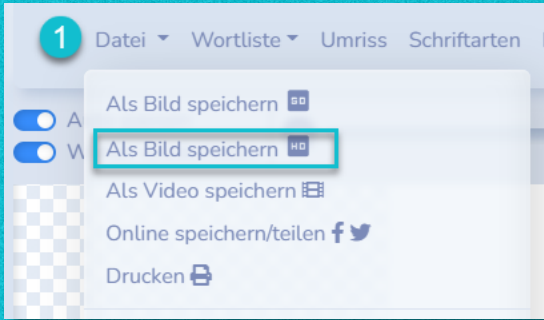 1 Datei Wortliste Umriss Schriftarten
A
Als Bild speichern SD
W
Als Bild speichern HD
Als Video speichern
Online speichern/teilen
Drucken